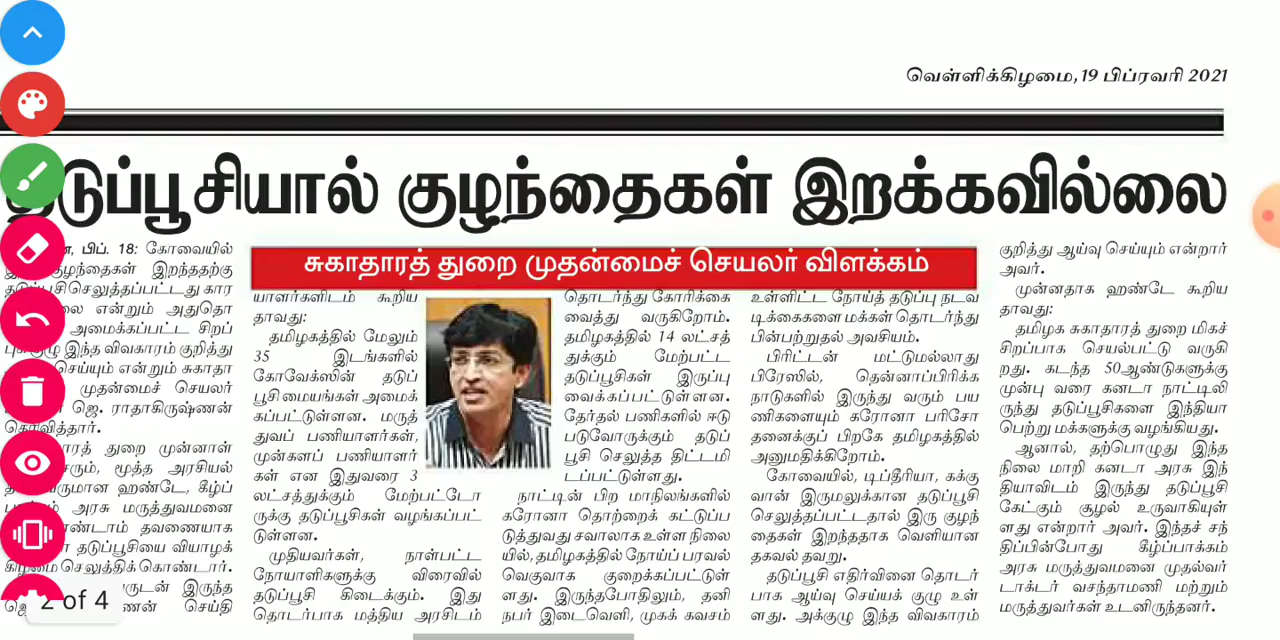 வெள்ளிக்கிழமை, 19 பிப்ரவரி 2021
தடுப்பூசியால் குழந்தைகள் இறக்கவில்லை
சுகாதாரத் துறை முதன்மைச் செயலர் விளக்கம்
பிப். 18: கோவையில்
குழந்தைகள் இறந்ததற்கு
செலுத்தப்பட்டது கார
என்றும் அதுதொ
அமைக்கப்பட்ட சிறப்
இந்த விவகாரம் குறித்து
செய்யும் என்றும் சுகாதா
முதன்மைச் செயலர்
ஜெ. ராதாகிருஷ்ணன்
துறை முன்னாள்
மூத்த அரசியல்
ஹண்டே, கீழ்ப்
அரசு மருத்துவமனை
தவணையாக
தடுப்பூசியை வியாழக்
செலுத்திக் கொண்டார்.
இருந்த
செய்தி
யாளர்களிடம் கூறிய
தாவது:
தமிழகத்தில் மேலும்
35 இடங்களில்
கோவேக்ஸின் தடுப்
பூசி மையங்கள் அமைக்
கப்பட்டுள்ளன. மருத்
துவப் பணியாளர்கள்,
முன்களப் பணியாளர்
கள் என இதுவரை 3
லட்சத்துக்கும் மேற்பட்டோ
ருக்கு தடுப்பூசிகள் வழங்கப்பட்
டுள்ளன.
முதியவர்கள், நாள்பட்ட
நோயாளிகளுக்கு விரைவில்
தடுப்பூசி கிடைக்கும். இது
தொடர்பாக மத்திய அரசிடம்
தொடர்ந்து கோரிக்கை
வைத்து வருகிறோம்.
தமிழகத்தில் 14 லட்சத்
துக்கும் மேற்பட்ட
தடுப்பூசிகள் இருப்பு
வைக்கப்பட்டுள்ளன.
தேர்தல் பணிகளில் ஈடு
படுவோருக்கும் தடுப்
பூசி செலுத்த திட்டமி
டப்பட்டுள்ளது.
நாட்டின் பிற மாநிலங்களில்
கரோனா தொற்றைக் கட்டுப்ப
டுத்துவது சவாலாக உள்ள நிலை
யில், தமிழகத்தில் நோய்ப் பரவல்
வெகுவாக குறைக்கப்பட்டுள்
ளது. இருந்தபோதிலும், தனி
நபர் இடைவெளி, முகக் கவசம்
உள்ளிட்ட நோய்த் தடுப்பு நடவ
டிக்கைகளை மக்கள் தொடர்ந்து
பின்பற்றுதல் அவசியம்.
பிரிட்டன் மட்டுமல்லாது
பிரேஸில், தென்னாப்பிரிக்க
நாடுகளில் இருந்து வரும் பய
ணிகளையும் கரோனா பரிசோ
தனைக்குப் பிறகே தமிழகத்தில்
அனுமதிக்கிறோம்.
கோவையில், டிப்தீரியா, கக்கு
வான் இருமலுக்கான தடுப்பூசி
செலுத்தப்பட்டதால் இரு குழந்
தைகள் இறந்ததாக வெளியான
தகவல் தவறு.
தடுப்பூசி எதிர்வினை தொடர்
பாக ஆய்வு செய்யக் குழு உள்
ளது. அக்குழு இந்த விவகாரம்
குறித்து ஆய்வு செய்யும் என்றார்
அவர்.
முன்னதாக ஹண்டே கூறிய
தாவது:
தமிழக சுகாதாரத் துறை மிகச்
சிறப்பாக செயல்பட்டு வருகி
றது. கடந்த 50ஆண்டுகளுக்கு
முன்பு வரை கனடா நாட்டிலி
ருந்து தடுப்பூசிகளை இந்தியா
பெற்று மக்களுக்கு வழங்கியது.
ஆனால், தற்பொழுது இந்த
நிலை மாறி கனடா அரசு இந்
தியாவிடம் இருந்து தடுப்பூசி
கேட்கும் சூழல் உருவாகியுள்
ளது என்றார் அவர். இந்தச் சந்
திப்பின்போது கீழ்ப்பாக்கம்
அரசு மருத்துவமனை முதல்வர்
டாக்டர் வசந்தாமணி மற்றும்
மருத்துவர்கள் உடனிருந்தனர்.
2 of 4